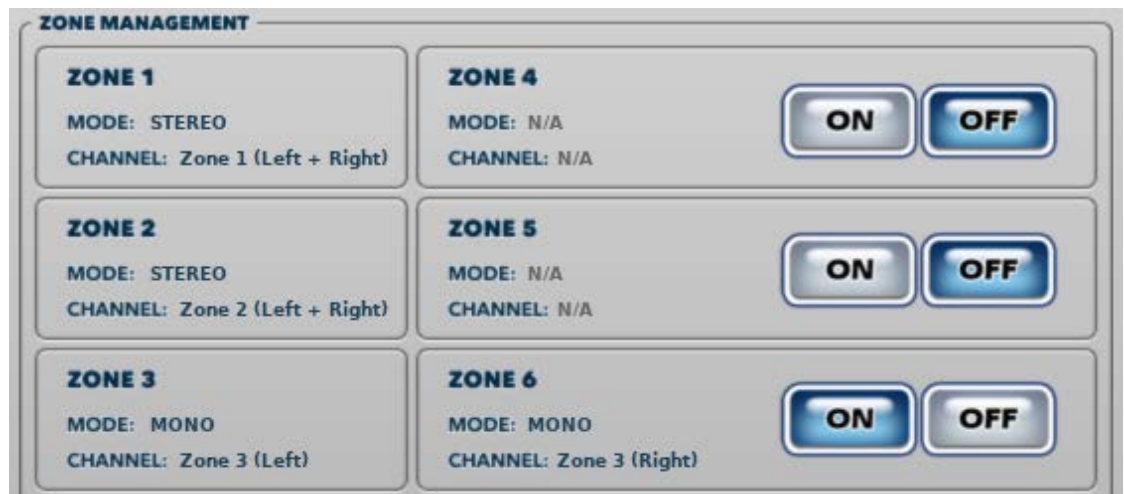 ZONE MANAGEMENT
ZONE 1
MODE: STEREO
CHANNEL: Zone 1 (Left + Right)
ZONE 4
MODE: N/A
CHANNEL: N/A
ON OFF
ZONE 2
MODE: STEREO
CHANNEL: Zone 2 (Left + Right)
ZONE 5
MODE: N/A
CHANNEL: N/A
ON OFF
ZONE 3
MODE: MONO
CHANNEL: Zone 3 (Left)
ZONE 6
MODE: MONO
CHANNEL: Zone 3 (Right)
ON OFF